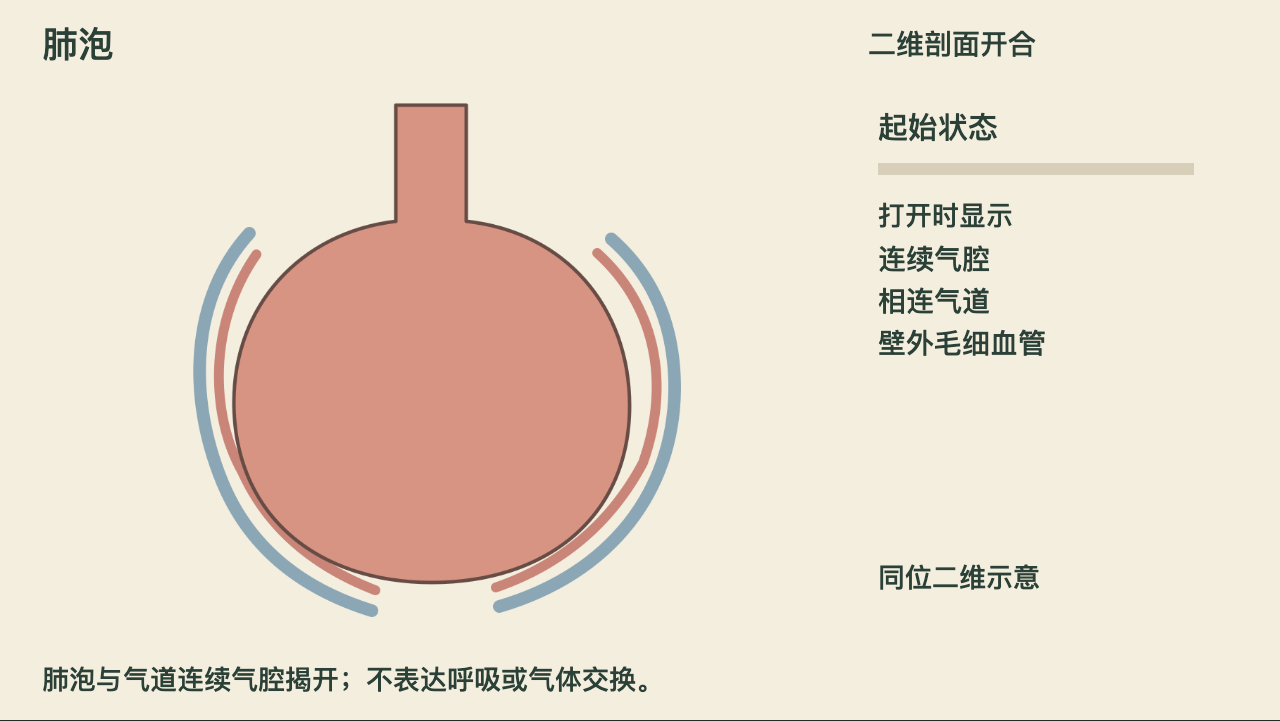 肺泡
二维剖面开合
起始状态
打开时显示
连续气腔
相连气道
壁外毛细血管
同位二维示意
肺泡与气道连续气腔揭开；不表达呼吸或气体交换。